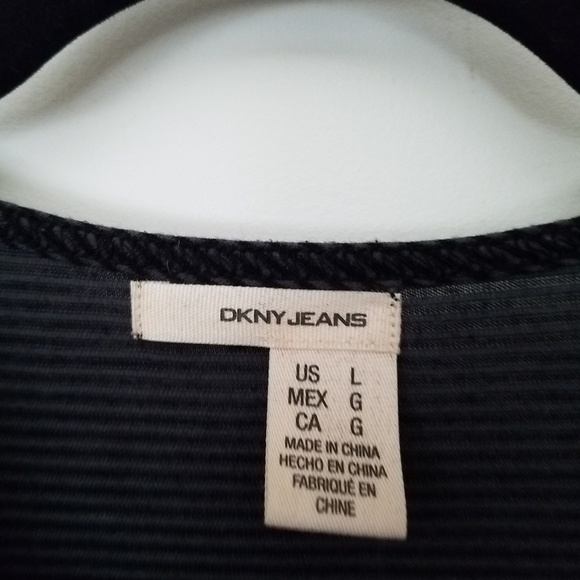 DKNY JEANS
US L
MEX G
CA G
MADE IN CHINA
HECHO EN CHINA
FABRIQUÉ EN
CHINE